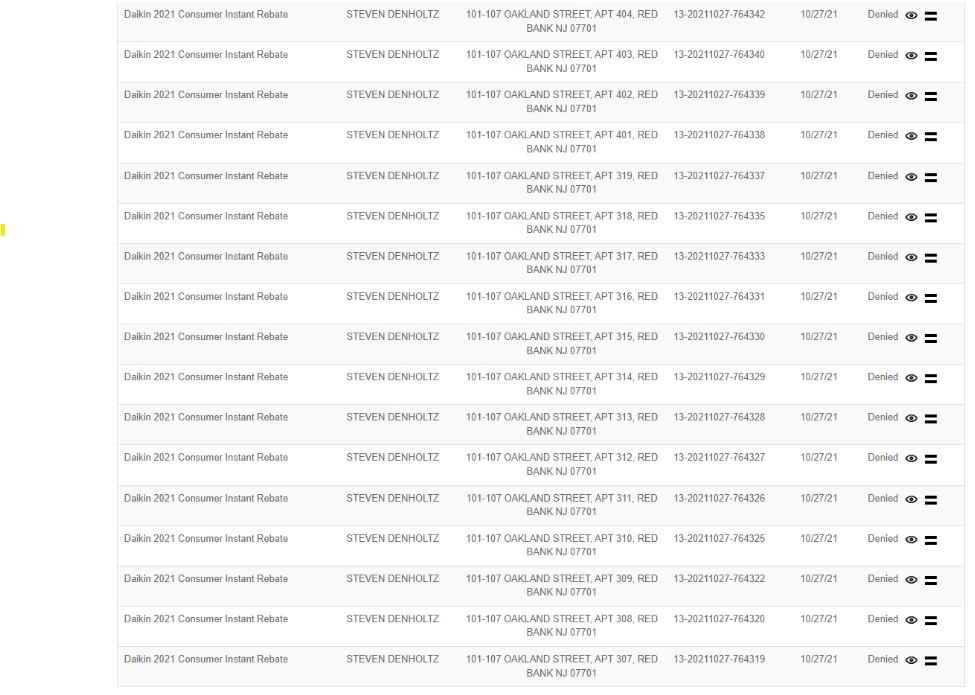 Daikin 2021 Consumer Instant Rebate STEVEN DENHOLTZ 101-107 OAKLAND STREET, APT 404, RED 13-20211027-764342 10/27/21 Denied
BANK NJ 07701
Daikin 2021 Consumer Instant Rebate STEVEN DENHOLTZ 101-107 OAKLAND STREET, APT 403, RED 13-20211027-764340 10/27/21 Denied
BANK NJ 07701
Daikin 2021 Consumer Instant Rebate STEVEN DENHOLTZ 101-107 OAKLAND STREET, APT 402, RED 13-20211027-764339 10/27/21 Denied
BANK NJ 07701
Daikin 2021 Consumer Instant Rebate STEVEN DENHOLTZ 101-107 OAKLAND STREET, APT 401, RED 13-20211027-764338 10/27/21 Denied
BANK NJ 07701
Daikin 2021 Consumer Instant Rebate STEVEN DENHOLTZ 101-107 OAKLAND STREET, APT 319, RED 13-20211027-764337 10/27/21 Denied
BANK NJ 07701
Daikin 2021 Consumer Instant Rebate STEVEN DENHOLTZ 101-107 OAKLAND STREET, APT 318, RED 13-20211027-764335 10/27/21 Denied
BANK NJ 07701
Daikin 2021 Consumer Instant Rebate STEVEN DENHOLTZ 101-107 OAKLAND STREET, APT 317, RED 13-20211027-764333 10/27/21 Denied
BANK NJ 07701
Daikin 2021 Consumer Instant Rebate STEVEN DENHOLTZ 101-107 OAKLAND STREET, APT 316, RED 13-20211027-764331 10/27/21 Denied
BANK NJ 07701
Daikin 2021 Consumer Instant Rebate STEVEN DENHOLTZ 101-107 OAKLAND STREET, APT 315, RED 13-20211027-764330 10/27/21 Denied
BANK NJ 07701
Daikin 2021 Consumer Instant Rebate STEVEN DENHOLTZ 101-107 OAKLAND STREET, APT 314, RED 13-20211027-764329 10/27/21 Denied
BANK NJ 07701
Daikin 2021 Consumer Instant Rebate STEVEN DENHOLTZ 101-107 OAKLAND STREET, APT 313, RED 13-20211027-764328 10/27/21 Denied
BANK NJ 07701
Daikin 2021 Consumer Instant Rebate STEVEN DENHOLTZ 101-107 OAKLAND STREET, APT 312, RED 13-20211027-764327 10/27/21 Denied
BANK NJ 07701
Daikin 2021 Consumer Instant Rebate STEVEN DENHOLTZ 101-107 OAKLAND STREET, APT 311, RED 13-20211027-764326 10/27/21 Denied
BANK NJ 07701
Daikin 2021 Consumer Instant Rebate STEVEN DENHOLTZ 101-107 OAKLAND STREET, APT 310, RED 13-20211027-764325 10/27/21 Denied
BANK NJ 07701
Daikin 2021 Consumer Instant Rebate STEVEN DENHOLTZ 101-107 OAKLAND STREET, APT 309, RED 13-20211027-764322 10/27/21 Denied
BANK NJ 07701
Daikin 2021 Consumer Instant Rebate STEVEN DENHOLTZ 101-107 OAKLAND STREET, APT 308, RED 13-20211027-764320 10/27/21 Denied
BANK NJ 07701
Daikin 2021 Consumer Instant Rebate STEVEN DENHOLTZ 101-107 OAKLAND STREET, APT 307, RED 13-20211027-764319 10/27/21 Denied
BANK NJ 07701